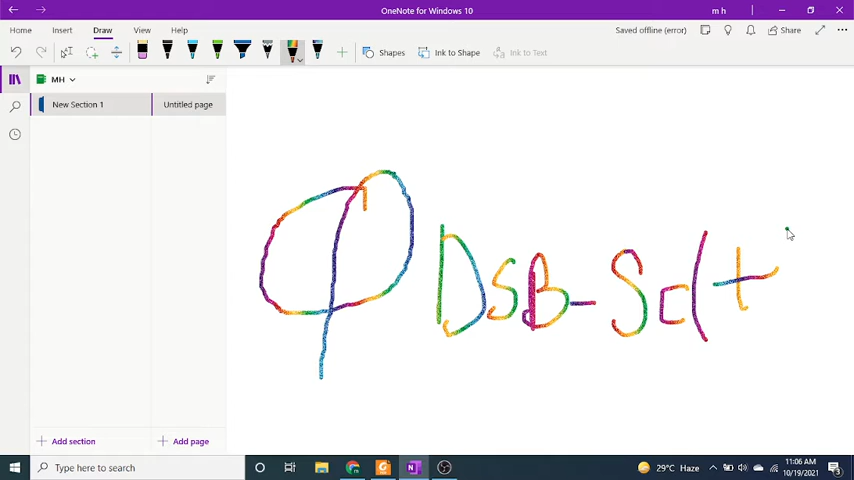 OneNote for Windows 10
m h
Home Insert Draw View Help
Saved offline (error) Share
Shapes Ink to Shape Ink to Text
MH
New Section 1 Untitled page
φ DSB-Sc(t
Add section Add page
Type here to search
29°C Haze
11:06 AM
10/19/2021
3